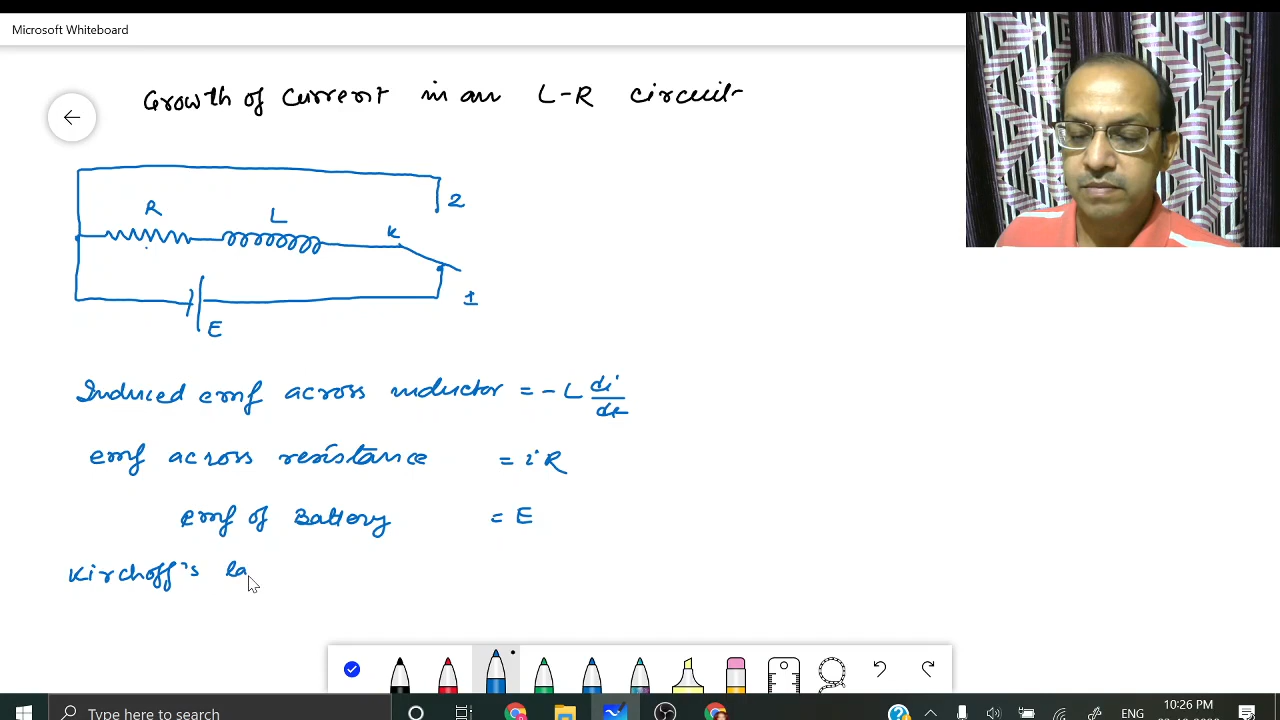 Microsoft Whiteboard
Growth of current in an L-R circuit
2
R
L
K
1
E
Induced emf across inductor = - L di/dt
emf across resistance = iR
emf of Battery = E
Kirchoff's la
Type here to search
ENG
10:26 PM